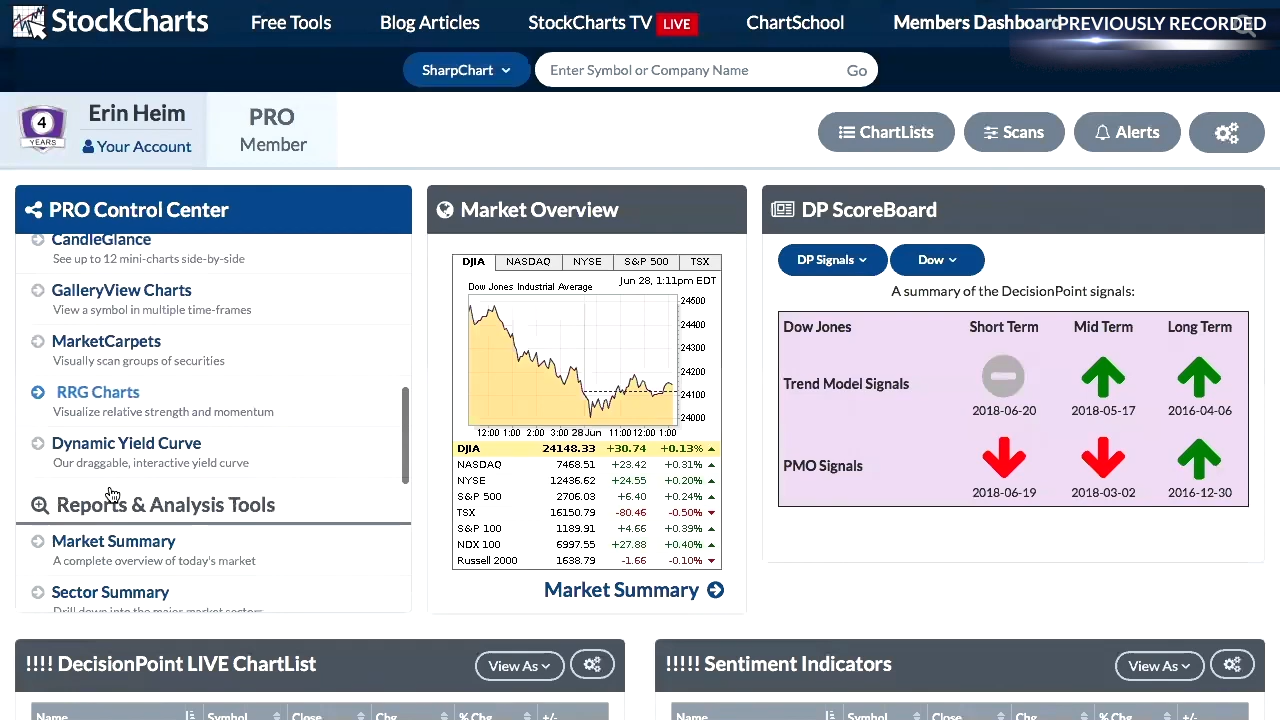 StockCharts
Free Tools
Blog Articles
StockCharts TV LIVE
ChartSchool
Members Dashboard
PREVIOUSLY RECORDED
SharpChart
Enter Symbol or Company Name
Go
4
YEARS
Erin Heim
Your Account
PRO
Member
ChartLists
Scans
Alerts
PRO Control Center
CandleGlance
See up to 12 mini-charts side-by-side
GalleryView Charts
View a symbol in multiple time-frames
MarketCarpets
Visually scan groups of securities
RRG Charts
Visualize relative strength and momentum
Dynamic Yield Curve
Our draggable, interactive yield curve
Reports & Analysis Tools
Market Summary
A complete overview of today's market
Sector Summary
Drill down into the major market sectors
Market Overview
DJIA NASDAQ NYSE S&P 500 TSX
Jun 28, 1:11pm EDT
Dow Jones Industrial Average
24500
24400
24300
24200
24100
24000
12:00 1:00 2:00 3:00 28 Jun 11:00 12:00 1:00
DJIA 24148.33 +30.74 +0.13%
NASDAQ 7468.51 +23.42 +0.31%
NYSE 12436.62 +24.55 +0.20%
S&P 500 2706.03 +6.40 +0.24%
TSX 16150.79 -80.46 -0.50%
S&P 100 1189.91 +4.66 +0.39%
NDX 100 6997.55 +27.88 +0.40%
Russell 2000 1638.79 -1.66 -0.10%
Market Summary
DP ScoreBoard
DP Signals
Dow
A summary of the DecisionPoint signals:
Dow Jones Short Term Mid Term Long Term
Trend Model Signals
2018-06-20 2018-05-17 2016-04-06
PMO Signals
2018-06-19 2018-03-02 2016-12-30
!!!! DecisionPoint LIVE ChartList
View As
Name Symbol Close Chg % Chg +/-
!!!!! Sentiment Indicators
View As
Name Symbol Close Chg % Chg +/-